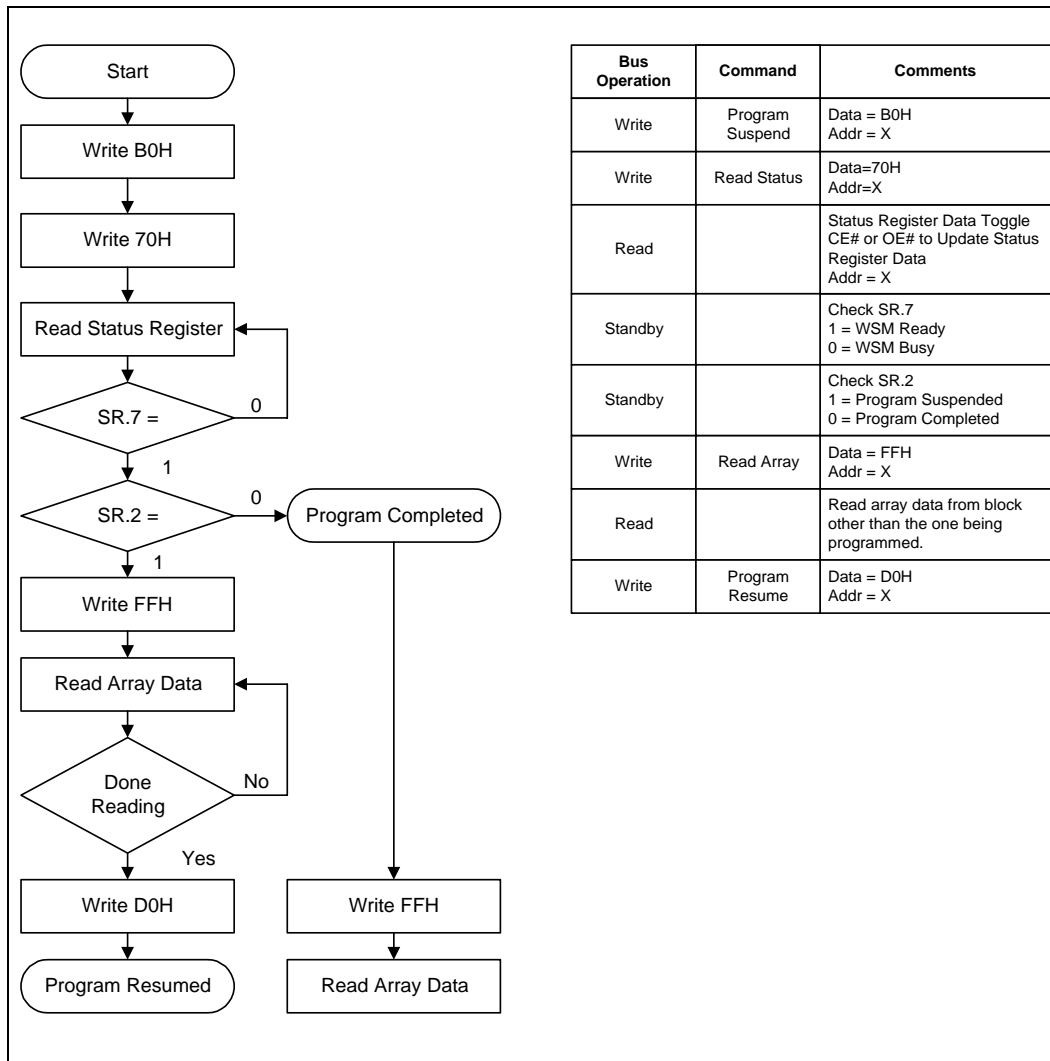 Start
Write B0H
Write 70H
Read Status Register
SR.7 =
0
1
SR.2 =
0
Program Completed
1
Write FFH
Read Array Data
Done
Reading
No
Yes
Write D0H
Write FFH
Program Resumed
Read Array Data
Bus
Operation
Command
Comments
Write
Program
Suspend
Data = B0H
Addr = X
Write
Read Status
Data=70H
Addr=X
Read
Status Register Data Toggle
CE# or OE# to Update Status
Register Data
Addr = X
Standby
Check SR.7
1 = WSM Ready
0 = WSM Busy
Standby
Check SR.2
1 = Program Suspended
0 = Program Completed
Write
Read Array
Data = FFH
Addr = X
Read
Read array data from block
other than the one being
programmed.
Write
Program
Resume
Data = D0H
Addr = X